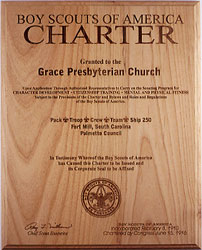 BOY SCOUTS OF AMERICA
CHARTER
Granted to the
Grace Presbyterian Church
Upon Application Through Authorized Representatives to Carry on the Scouting Program for
CHARACTER DEVELOPMENT • CITIZENSHIP TRAINING • MENTAL AND PHYSICAL FITNESS
Subject to the Provisions of the Charter and Bylaws and Rules and Regulations
of the Boy Scouts of America.
Pack Troop Crew Team Ship 250
Fort Mill, South Carolina
Palmetto Council
In Testimony Whereof the Boy Scouts of America
Has Caused this Charter to be Issued and
its Corporate Seal to be Affixed
Chief Scout Executive
BOY SCOUTS OF AMERICA
Incorporated February 8, 1910
Chartered by Congress June 15, 1916